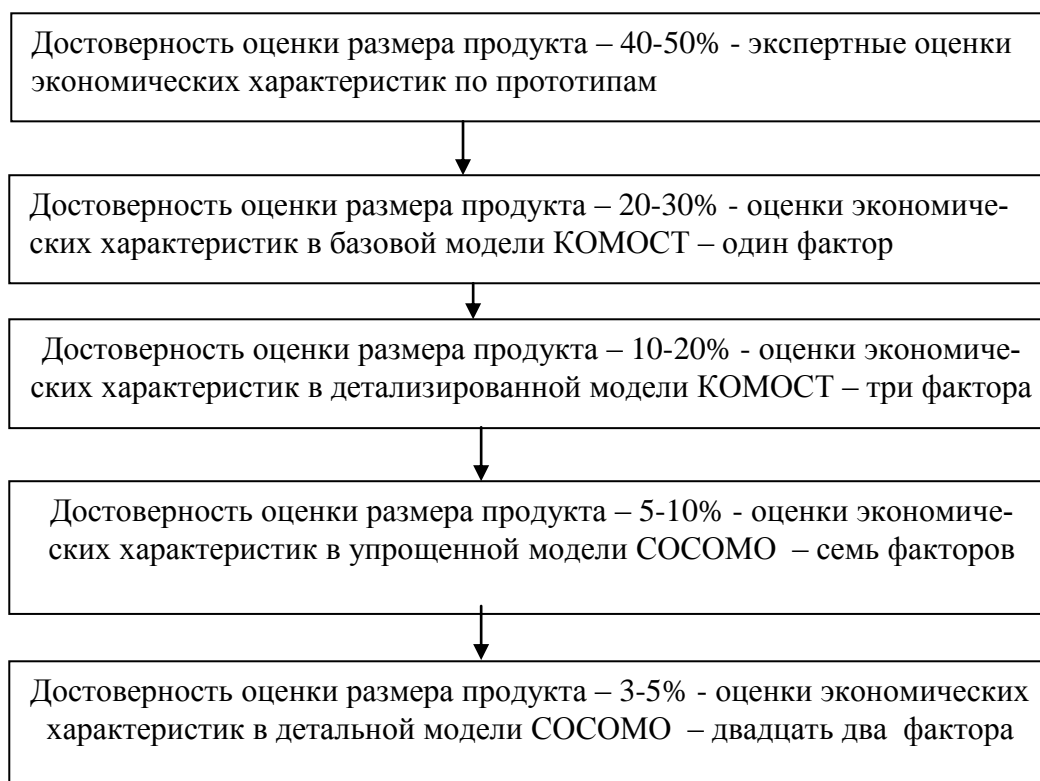 Достоверность оценки размера продукта – 40-50% - экспертные оценки
экономических характеристик по прототипам
Достоверность оценки размера продукта – 20-30% - оценки экономиче-
ских характеристик в базовой модели КОМОСТ – один фактор
Достоверность оценки размера продукта – 10-20% - оценки экономиче-
ских характеристик в детализированной модели КОМОСТ – три фактора
Достоверность оценки размера продукта – 5-10% - оценки экономиче-
ских характеристик в упрощенной модели СОСОМО – семь факторов
Достоверность оценки размера продукта – 3-5% - оценки экономических
характеристик в детальной модели СОСОМО – двадцать два фактора